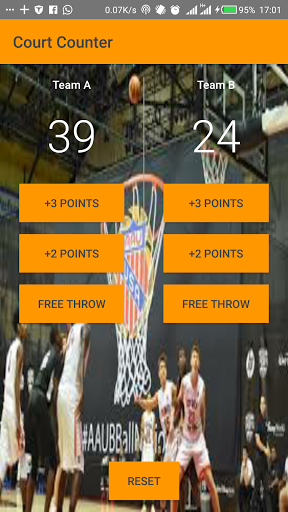 0.07K/s 95% 17:01
Court Counter
Team A Team B
39 24
+3 POINTS +3 POINTS
+2 POINTS +2 POINTS
FREE THROW FREE THROW
#AAUBBallNation
RESET